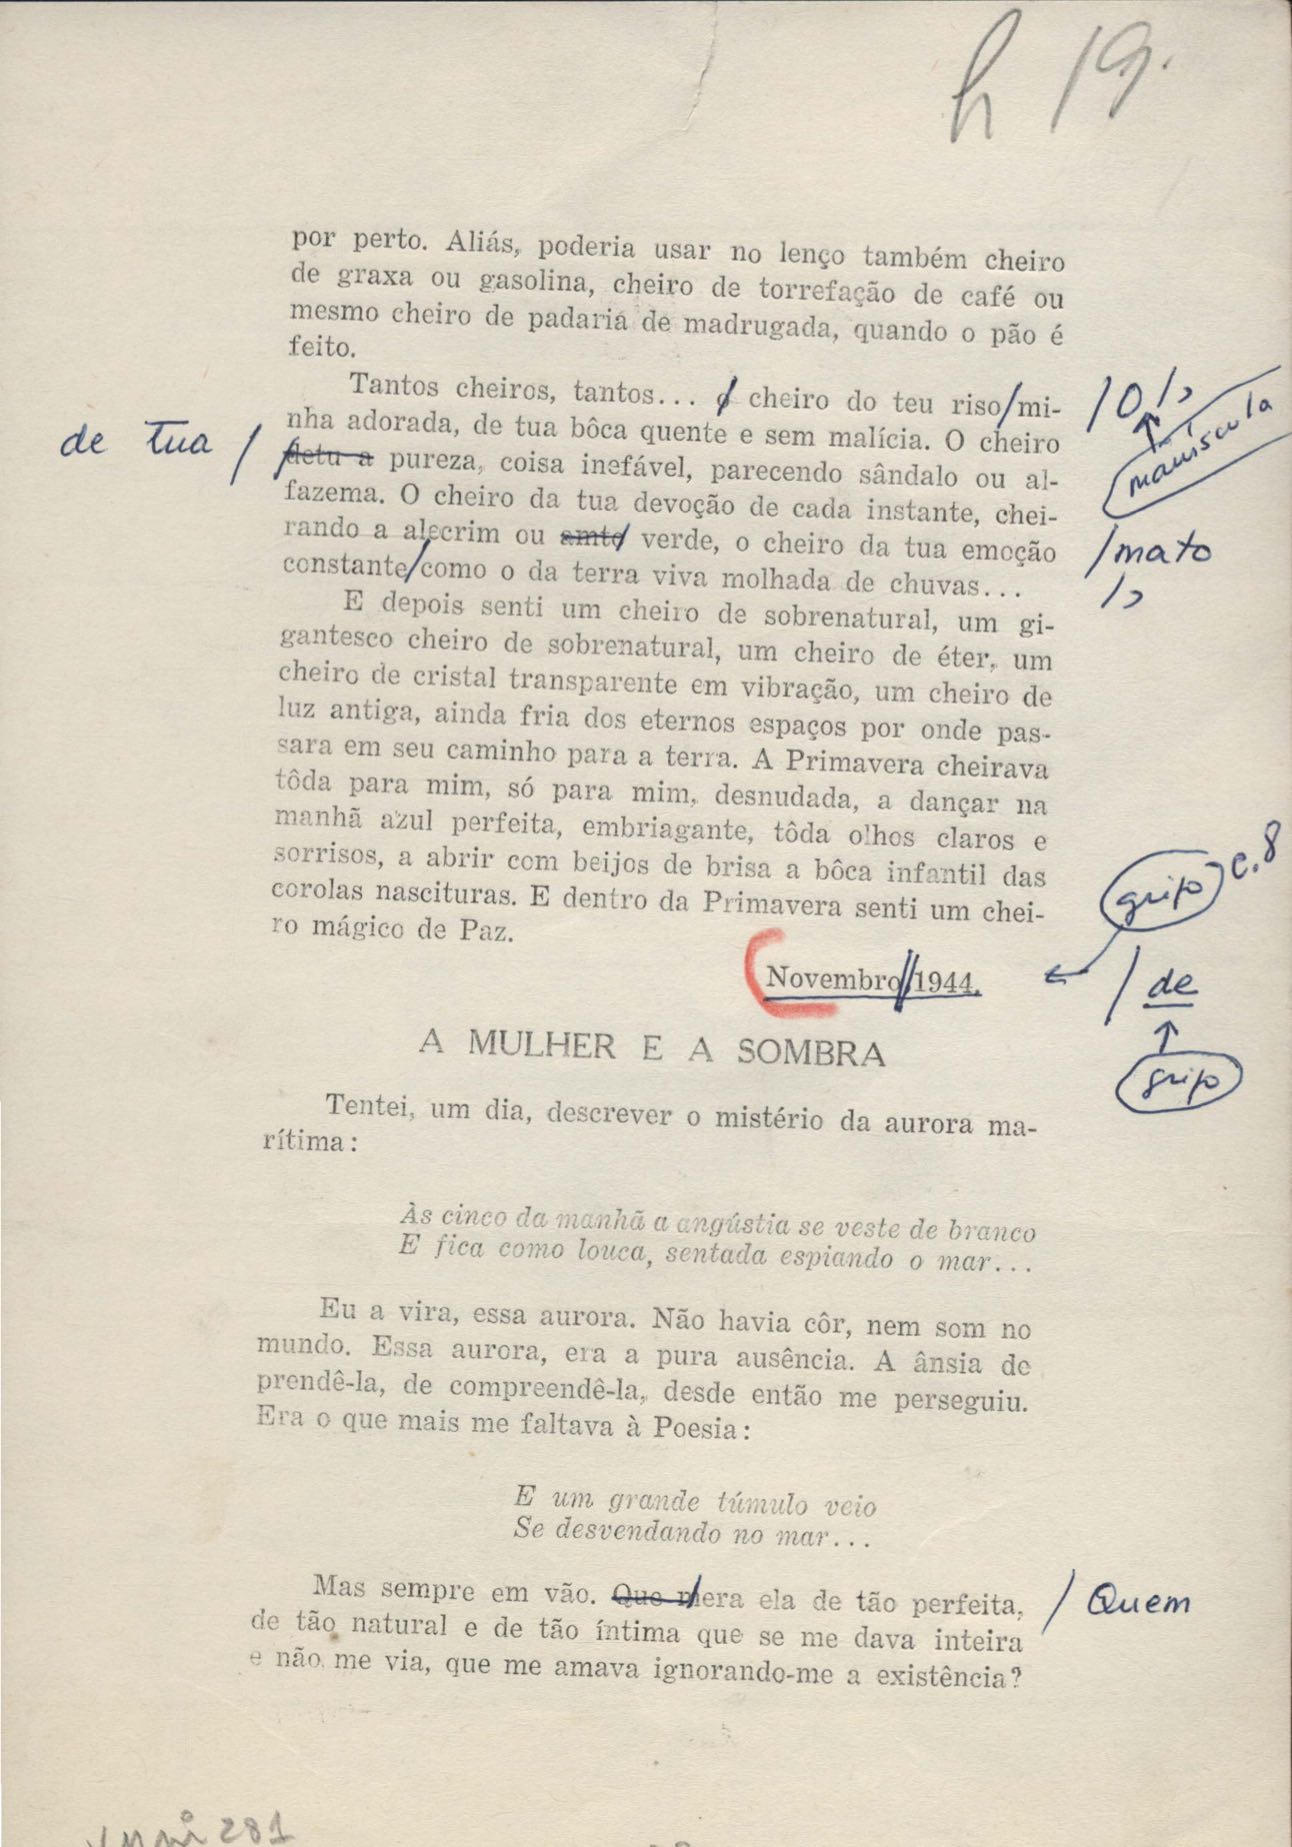 h 19.
por perto. Aliás, poderia usar no lenço também cheiro
de graxa ou gasolina, cheiro de torrefação de café ou
mesmo cheiro de padaria de madrugada, quando o pão é
feito.
Tantos cheiros, tantos... o cheiro do teu riso/mi- /O/,
maiúscula
nha adorada, de tua bôca quente e sem malícia. O cheiro
de tua / detu a pureza, coisa inefável, parecendo sândalo ou al-
fazema. O cheiro da tua devoção de cada instante, chei-
rando a alecrim ou amto verde, o cheiro da tua emoção /mato
constante/como o da terra viva molhada de chuvas... /,
E depois senti um cheiro de sobrenatural, um gi-
gantesco cheiro de sobrenatural, um cheiro de éter, um
cheiro de cristal transparente em vibração, um cheiro de
luz antiga, ainda fria dos eternos espaços por onde pas-
sara em seu caminho para a terra. A Primavera cheirava
tôda para mim, só para mim, desnudada, a dançar na
manhã azul perfeita, embriagante, tôda olhos claros e
sorrisos, a abrir com beijos de brisa a bôca infantil das
corolas nascituras. E dentro da Primavera senti um chei- grifo c.8
ro mágico de Paz.
Novembro//1944. / de
grifo
A MULHER E A SOMBRA
Tentei, um dia, descrever o mistério da aurora ma-
rítima:
Às cinco da manhã a angústia se veste de branco
E fica como louca, sentada espiando o mar...
Eu a vira, essa aurora. Não havia côr, nem som no
mundo. Essa aurora, era a pura ausência. A ânsia de
prendê-la, de compreendê-la, desde então me perseguiu.
Era o que mais me faltava à Poesia:
E um grande túmulo veio
Se desvendando no mar...
Mas sempre em vão. Que m/era ela de tão perfeita, / Quem
de tão natural e de tão íntima que se me dava inteira
e não me via, que me amava ignorando-me a existência?
281